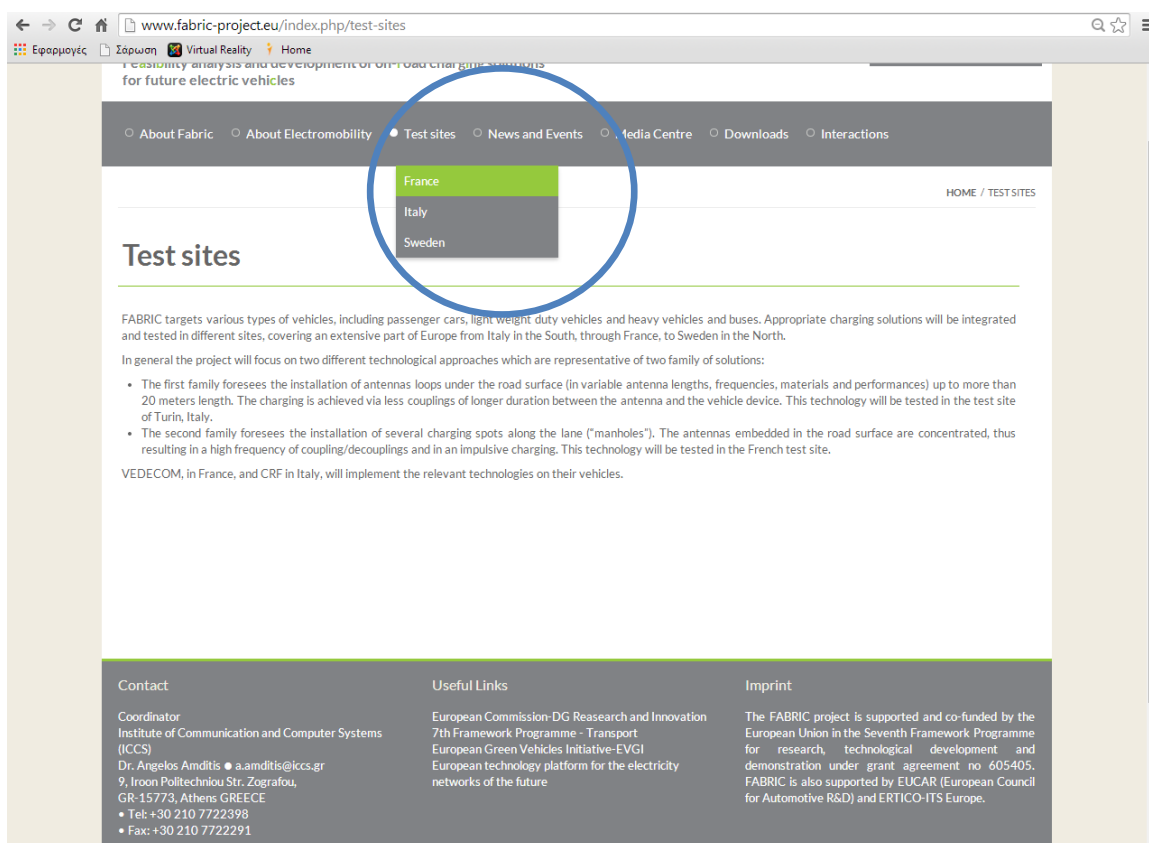 www.fabric-project.eu/index.php/test-sites
Εφαρμογές Σάρωση Virtual Reality Home
Feasibility analysis and development of on-road charging solutions
for future electric vehicles
About Fabric About Electromobility Test sites News and Events Media Centre Downloads Interactions
France
HOME / TEST SITES
Italy
Sweden
Test sites
FABRIC targets various types of vehicles, including passenger cars, light weight duty vehicles and heavy vehicles and buses. Appropriate charging solutions will be integrated
and tested in different sites, covering an extensive part of Europe from Italy in the South, through France, to Sweden in the North.
In general the project will focus on two different technological approaches which are representative of two family of solutions:
• The first family foresees the installation of antennas loops under the road surface (in variable antenna lengths, frequencies, materials and performances) up to more than
20 meters length. The charging is achieved via less couplings of longer duration between the antenna and the vehicle device. This technology will be tested in the test site
of Turin, Italy.
• The second family foresees the installation of several charging spots along the lane ("manholes"). The antennas embedded in the road surface are concentrated, thus
resulting in a high frequency of coupling/decouplings and in an impulsive charging. This technology will be tested in the French test site.
VEDECOM, in France, and CRF in Italy, will implement the relevant technologies on their vehicles.
Contact
Coordinator
Institute of Communication and Computer Systems
(ICCS)
Dr. Angelos Amditis ● a.amditis@iccs.gr
9, Iroon Politechniou Str. Zografou,
GR-15773, Athens GREECE
• Tel: +30 210 7722398
• Fax: +30 210 7722291
Useful Links
European Commission-DG Reasearch and Innovation
7th Framework Programme - Transport
European Green Vehicles Initiative-EVGI
European technology platform for the electricity
networks of the future
Imprint
The FABRIC project is supported and co-funded by the
European Union in the Seventh Framework Programme
for research, technological development and
demonstration under grant agreement no 605405.
FABRIC is also supported by EUCAR (European Council
for Automotive R&D) and ERTICO-ITS Europe.